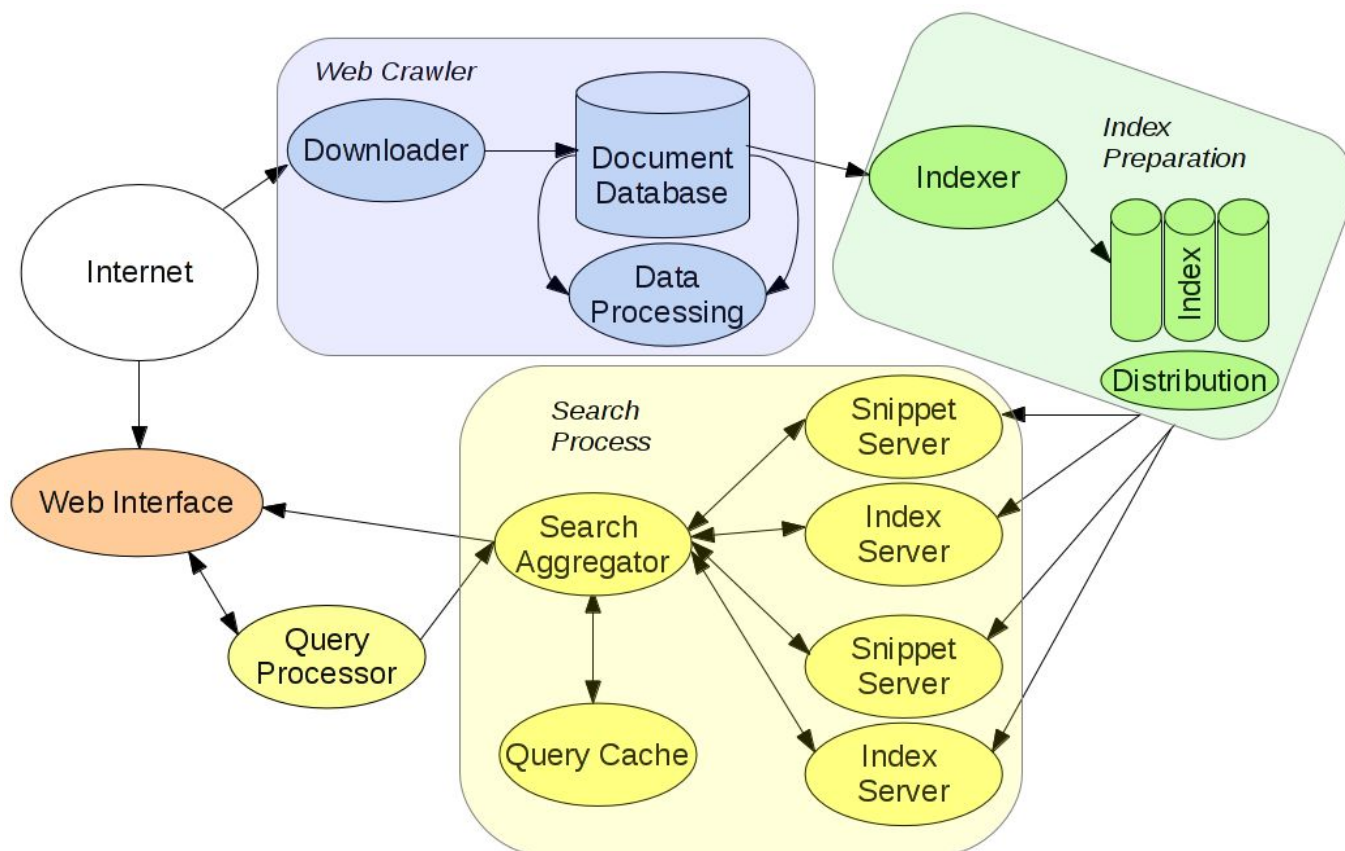 Web Crawler
Downloader
Document
Database
Data
Processing
Index
Preparation
Indexer
Index
Distribution
Internet
Web Interface
Query
Processor
Search
Process
Search
Aggregator
Query Cache
Snippet
Server
Index
Server
Snippet
Server
Index
Server